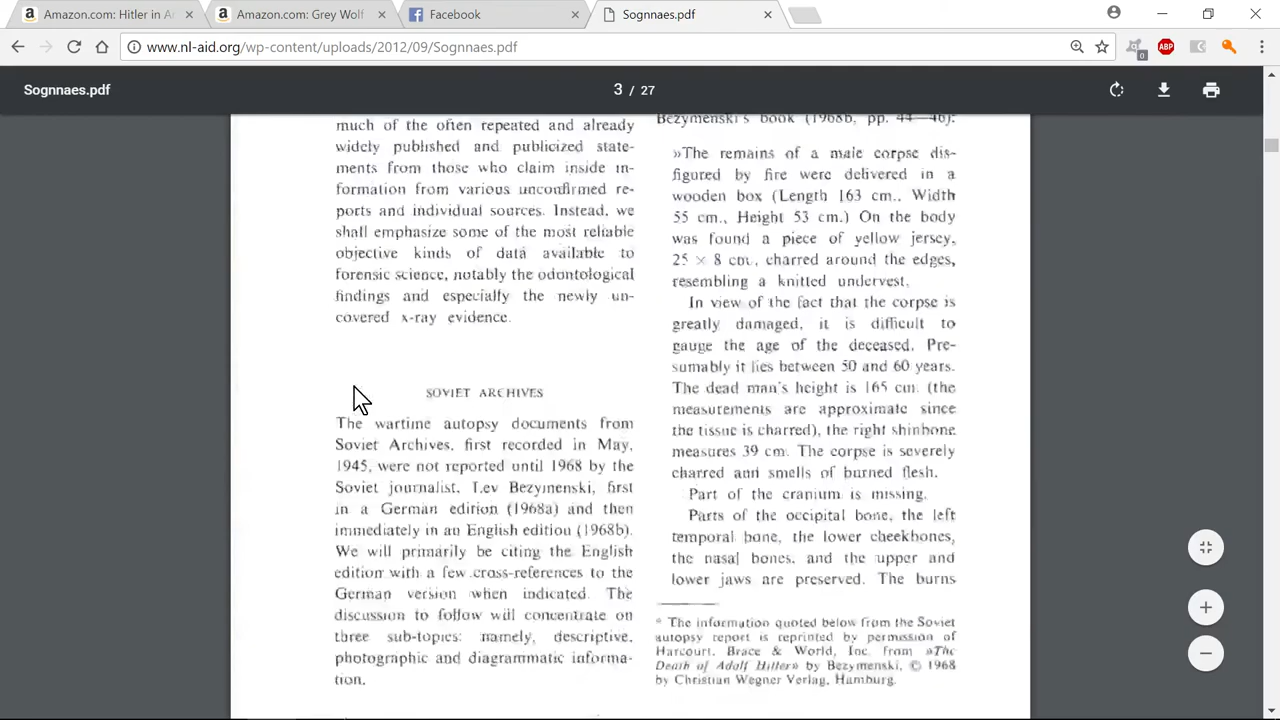 Amazon.com: Hitler in A
Amazon.com: Grey Wolf
Facebook
Sognnaes.pdf
www.nl-aid.org/wp-content/uploads/2012/09/Sognnaes.pdf
0
ABP
Sognnaes.pdf
3 / 27
much of the often repeated and already
widely published and publicized state-
ments from those who claim inside in-
formation from various unconfirmed re-
ports and individual sources. Instead, we
shall emphasize some of the most reliable
objective kinds of data available to
forensic science, notably the odontological
findings and especially the newly un-
covered x-ray evidence.
SOVIET ARCHIVES
The wartime autopsy documents from
Soviet Archives, first recorded in May,
1945, were not reported until 1968 by the
Soviet journalist. Lev Bezymenski, first
in a German edition (1968a) and then
immediately in an English edition (1968b).
We will primarily be citing the English
edition with a few cross-references to the
German version when indicated. The
discussion to follow will concentrate on
three sub-topics: namely, descriptive,
photographic and diagrammatic informa-
tion.
Bezymenski's book (1968b, pp. 44—46):
»The remains of a male corpse dis-
figured by fire were delivered in a
wooden box (Length 163 cm., Width
55 cm., Height 53 cm.) On the body
was found a piece of yellow jersey,
25 × 8 cm, charred around the edges,
resembling a knitted undervest.
In view of the fact that the corpse is
greatly damaged, it is difficult to
gauge the age of the deceased. Pre-
sumably it lies between 50 and 60 years.
The dead man's height is 165 cm. (the
measurements are approximate since
the tissue is charred), the right shinbone
measures 39 cm. The corpse is severely
charred and smells of burned flesh.
Part of the cranium is missing.
Parts of the occipital bone, the left
temporal bone, the lower cheekbones,
the nasal bones, and the upper and
lower jaws are preserved. The burns
* The information quoted below from the Soviet
autopsy report is reprinted by permission of
Harcourt, Brace & World, Inc. from »The
Death of Adolf Hitler» by Bezymenski, © 1968
by Christian Wegner Verlag, Hamburg.